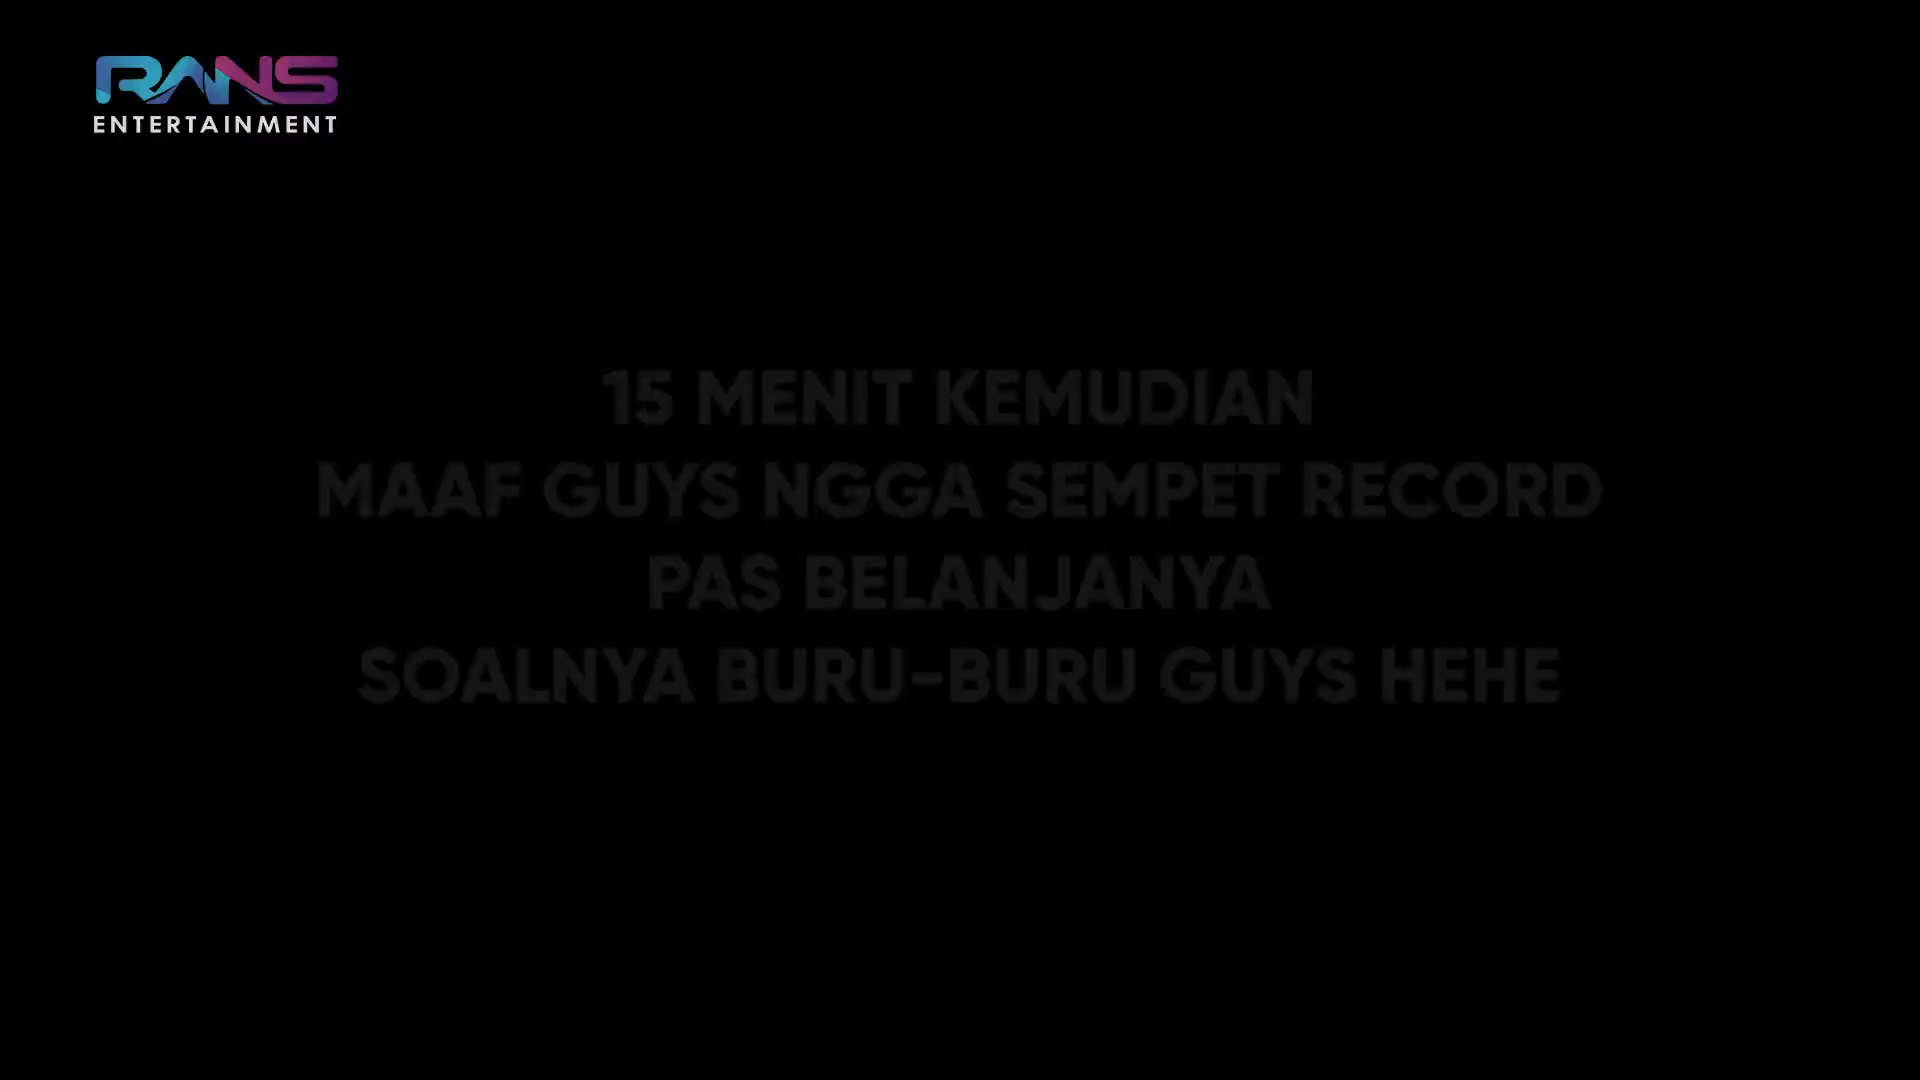 RANS
ENTERTAINMENT
15 MENIT KEMUDIAN
MAAF GUYS NGGA SEMPET RECORD
PAS BELANJANYA
SOALNYA BURU-BURU GUYS HEHE